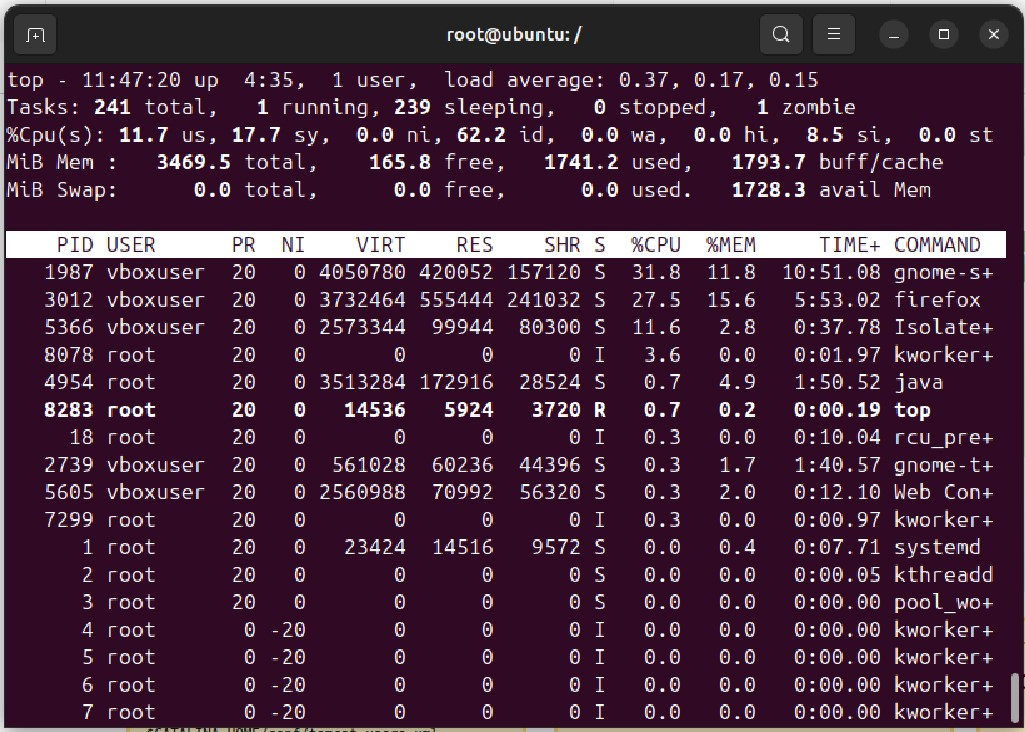 root@ubuntu: /
top - 11:47:20 up  4:35,  1 user,  load average: 0.37, 0.17, 0.15
Tasks: 241 total,   1 running, 239 sleeping,   0 stopped,   1 zombie
%Cpu(s): 11.7 us, 17.7 sy,  0.0 ni, 62.2 id,  0.0 wa,  0.0 hi,  8.5 si,  0.0 st
MiB Mem :   3469.5 total,    165.8 free,   1741.2 used,   1793.7 buff/cache
MiB Swap:      0.0 total,      0.0 free,      0.0 used.   1728.3 avail Mem
PID USER      PR  NI    VIRT    RES    SHR S  %CPU  %MEM     TIME+ COMMAND
1987 vboxuser  20   0 4050780 420052 157120 S  31.8  11.8  10:51.08 gnome-s+
3012 vboxuser  20   0 3732464 555444 241032 S  27.5  15.6   5:53.02 firefox
5366 vboxuser  20   0 2573344  99944  80300 S  11.6   2.8   0:37.78 Isolate+
8078 root      20   0       0      0      0 I   3.6   0.0   0:01.97 kworker+
4954 root      20   0 3513284 172916  28524 S   0.7   4.9   1:50.52 java
8283 root      20   0   14536   5924   3720 R   0.7   0.2   0:00.19 top
18 root      20   0       0      0      0 I   0.3   0.0   0:10.04 rcu_pre+
2739 vboxuser  20   0  561028  60236  44396 S   0.3   1.7   1:40.57 gnome-t+
5605 vboxuser  20   0 2560988  70992  56320 S   0.3   2.0   0:12.10 Web Con+
7299 root      20   0       0      0      0 I   0.3   0.0   0:00.97 kworker+
1 root      20   0   23424  14516   9572 S   0.0   0.4   0:07.71 systemd
2 root      20   0       0      0      0 S   0.0   0.0   0:00.05 kthreadd
3 root      20   0       0      0      0 S   0.0   0.0   0:00.00 pool_wo+
4 root       0 -20       0      0      0 I   0.0   0.0   0:00.00 kworker+
5 root       0 -20       0      0      0 I   0.0   0.0   0:00.00 kworker+
6 root       0 -20       0      0      0 I   0.0   0.0   0:00.00 kworker+
7 root       0 -20       0      0      0 I   0.0   0.0   0:00.00 kworker+